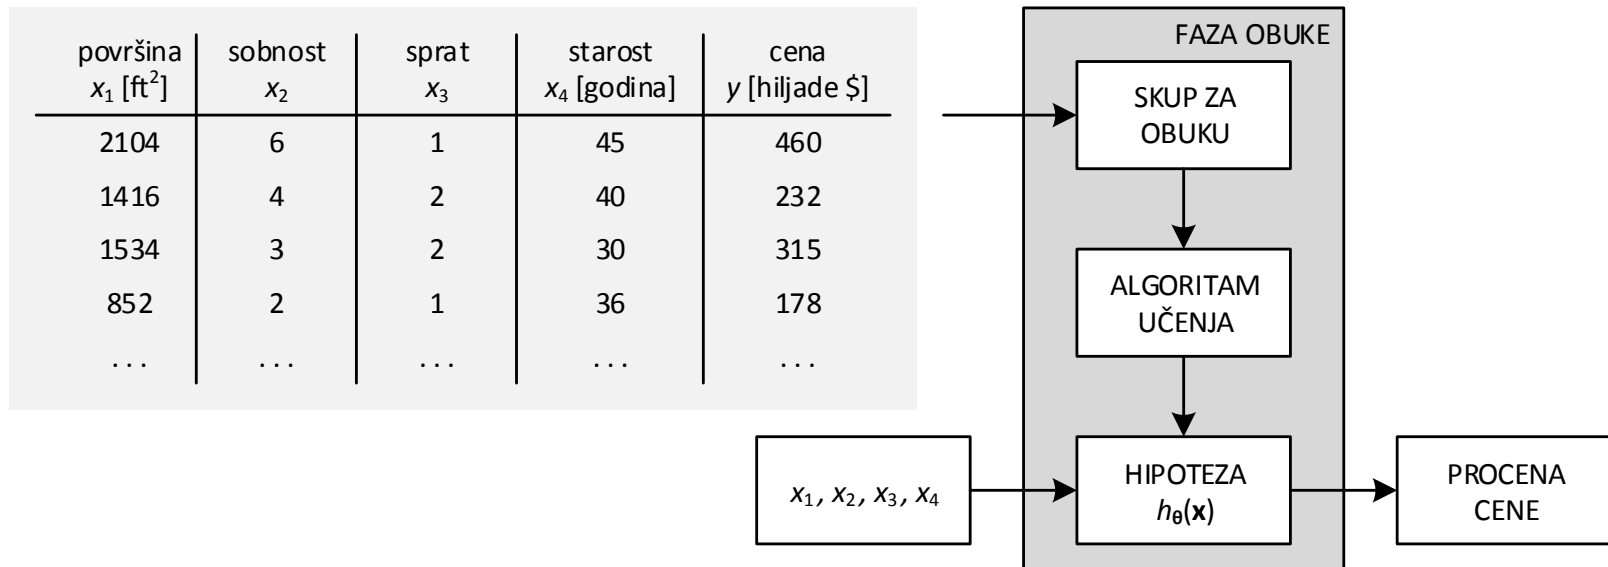 površina sobnost sprat starost cena
x₁ [ft²] x₂ x₃ x₄ [godina] y [hiljade $]
2104 6 1 45 460
1416 4 2 40 232
1534 3 2 30 315
852 2 1 36 178
. . . . . . . . . . . . . . .
FAZA OBUKE
SKUP ZA
OBUKU
ALGORITAM
UČENJA
x₁, x₂, x₃, x₄
HIPOTEZA
h_θ(x)
PROCENA
CENE